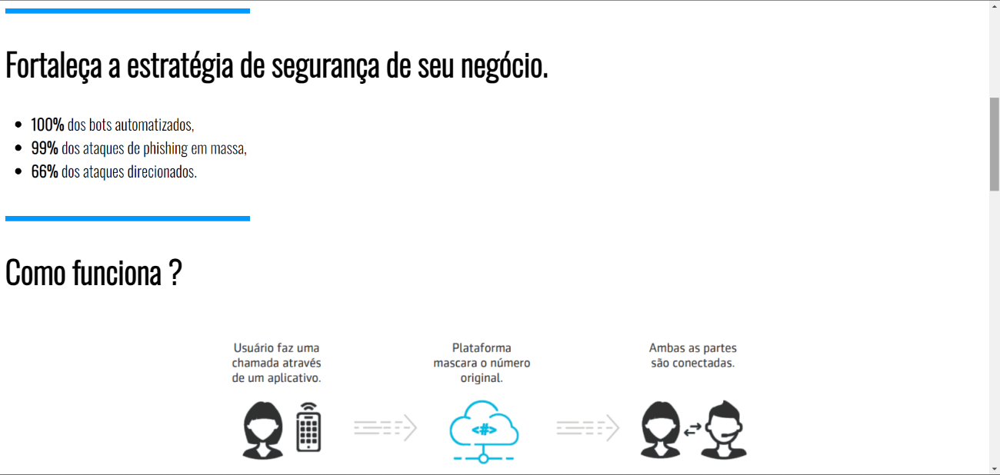 Fortaleça a estratégia de segurança de seu negócio.
100% dos bots automatizados,
99% dos ataques de phishing em massa,
66% dos ataques direcionados.
Como funciona ?
Usuário faz uma
chamada através
de um aplicativo.
Plataforma
mascara o número
original.
Ambas as partes
são conectadas.
<#>